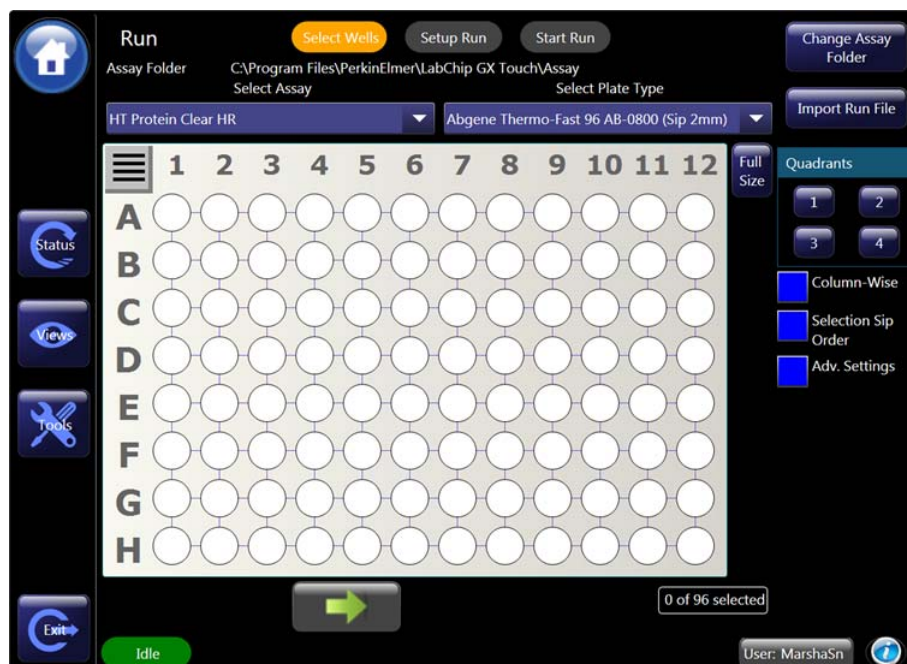 Run
Select Wells
Setup Run
Start Run
Change Assay
Folder
Assay Folder
C:\Program Files\PerkinElmer\LabChip GX Touch\Assay
Select Assay
Select Plate Type
HT Protein Clear HR
Abgene Thermo-Fast 96 AB-0800 (Sip 2mm)
Import Run File
1 2 3 4 5 6 7 8 9 10 11 12
Full
Size
Quadrants
1 2
3 4
A
B
C
D
E
F
G
H
Column-Wise
Selection Sip
Order
Adv. Settings
Status
Views
Tools
Exit
0 of 96 selected
Idle
User: MarshaSn
i